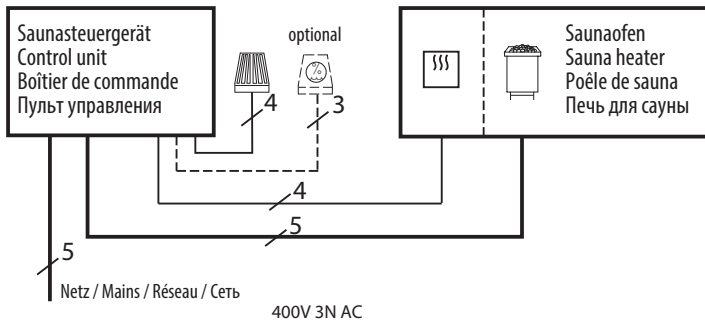 Saunasteuergerät
Control unit
Boîtier de commande
Пульт управления
optional
4
3
Saunaofen
Sauna heater
Poêle de sauna
Печь для сауны
4
5
5
Netz / Mains / Réseau / Сеть
400V 3N AC